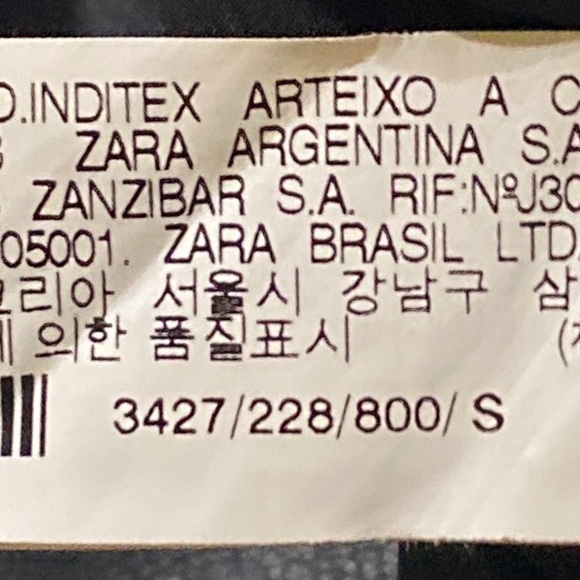 D.INDITEX ARTEIXO A C
ZARA ARGENTINA S.A
ZANZIBAR S.A. RIF:NºJ30
05001. ZARA BRASIL LTD
코리아 서울시 강남구 삼
의한 품질표시
3427/228/800/ S